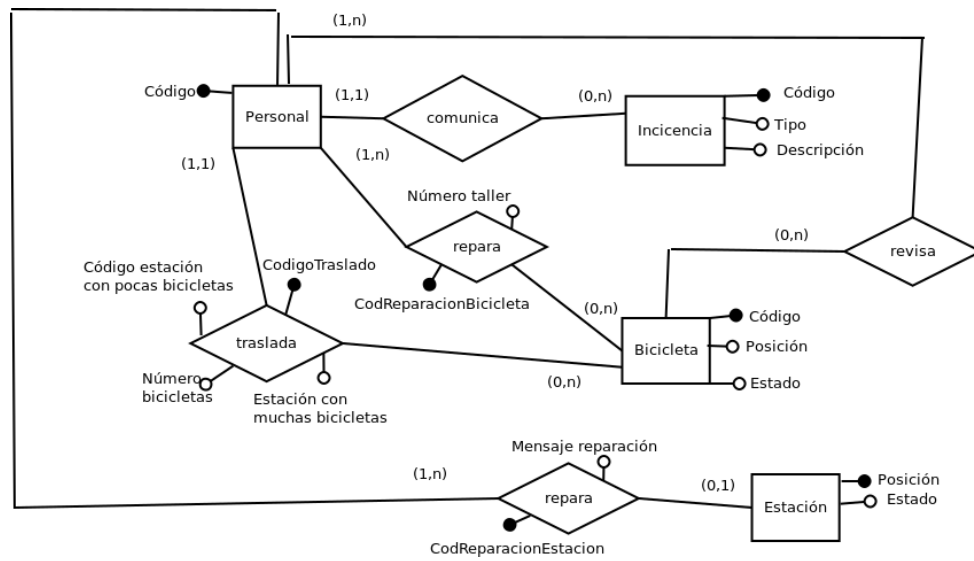 (1,n)
Código
Personal
(1,1)
comunica
(0,n)
Incicencia
Código
Tipo
Descripción
(1,1)
(1,n)
Número taller
repara
CodReparacionBicicleta
(0,n)
revisa
(0,n)
Código estación
con pocas bicicletas
CodigoTraslado
traslada
Número
bicicletas
Estación con
muchas bicicletas
(0,n)
Bicicleta
Código
Posición
Estado
(1,n)
Mensaje reparación
repara
CodReparacionEstacion
(0,1)
Estación
Posición
Estado